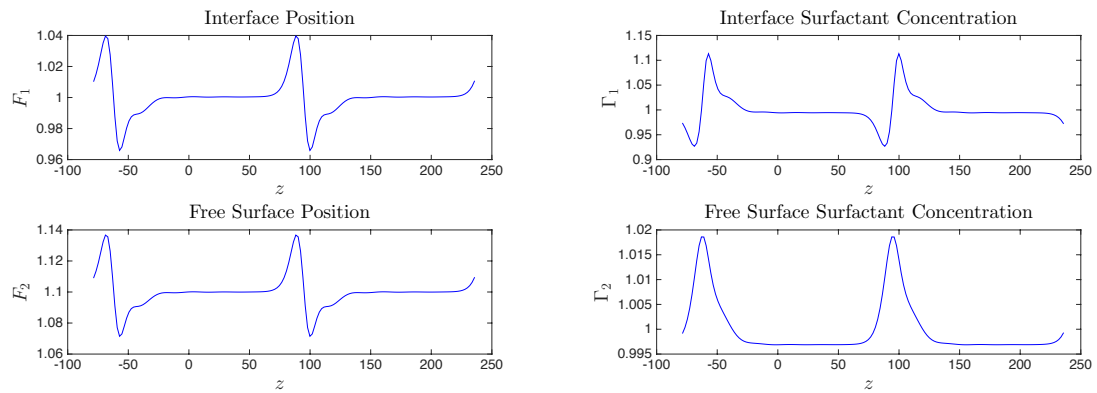 Interface Position
1.04
1.02
1
0.98
0.96
F₁
-100 -50 0 50 100 150 200 250
z
Interface Surfactant Concentration
1.15
1.1
1.05
1
0.95
0.9
Γ₁
-100 -50 0 50 100 150 200 250
z
Free Surface Position
1.14
1.12
1.1
1.08
1.06
F₂
-100 -50 0 50 100 150 200 250
z
Free Surface Surfactant Concentration
1.02
1.015
1.01
1.005
1
0.995
Γ₂
-100 -50 0 50 100 150 200 250
z